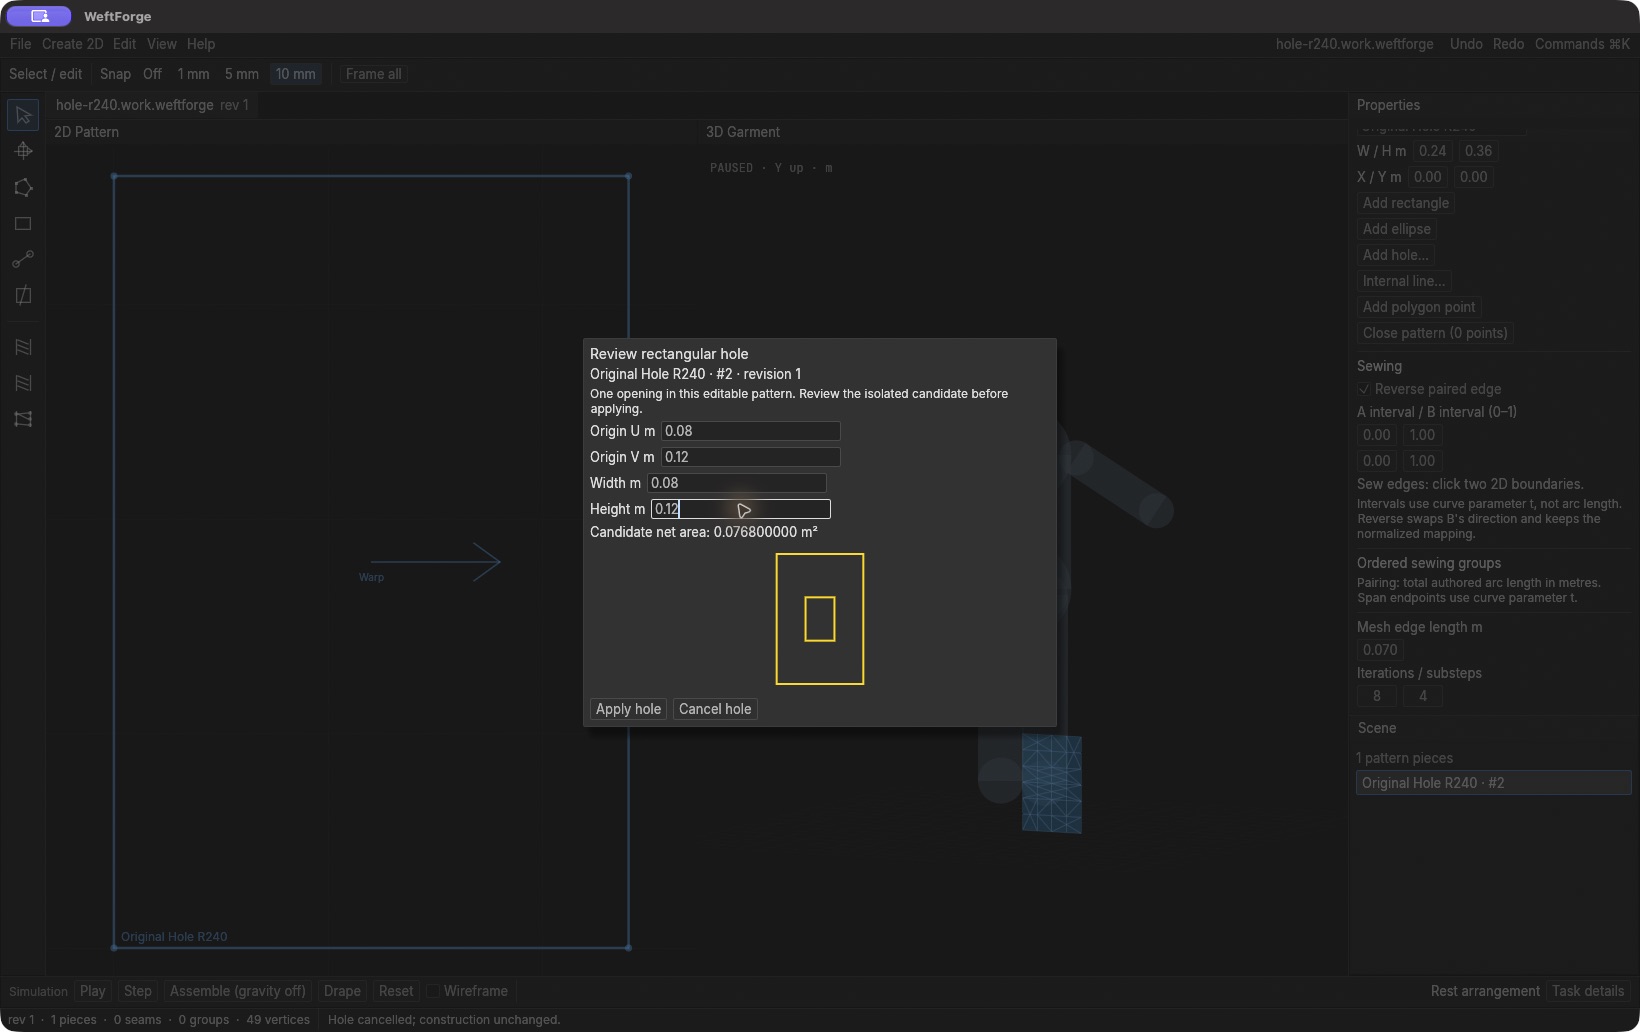 WeftForge
File Create 2D Edit View Help
hole-r240.work.weftforge Undo Redo Commands ⌘K
Select / edit Snap Off 1 mm 5 mm 10 mm Frame all
hole-r240.work.weftforge rev 1
2D Pattern
3D Garment
PAUSED · Y up · m
Warp
Original Hole R240
Review rectangular hole
Original Hole R240 · #2 · revision 1
One opening in this editable pattern. Review the isolated candidate before
applying.
Origin U m 0.08
Origin V m 0.12
Width m 0.08
Height m 0.12
Candidate net area: 0.076800000 m²
Apply hole Cancel hole
Properties
W / H m 0.24 0.36
X / Y m 0.00 0.00
Add rectangle
Add ellipse
Add hole...
Internal line...
Add polygon point
Close pattern (0 points)
Sewing
Reverse paired edge
A interval / B interval (0–1)
0.00 1.00
0.00 1.00
Sew edges: click two 2D boundaries.
Intervals use curve parameter t, not arc length.
Reverse swaps B's direction and keeps the
normalized mapping.
Ordered sewing groups
Pairing: total authored arc length in metres.
Span endpoints use curve parameter t.
Mesh edge length m
0.070
Iterations / substeps
8 4
Scene
1 pattern pieces
Original Hole R240 · #2
Simulation Play Step Assemble (gravity off) Drape Reset Wireframe
Rest arrangement Task details
rev 1 · 1 pieces · 0 seams · 0 groups · 49 vertices Hole cancelled; construction unchanged.